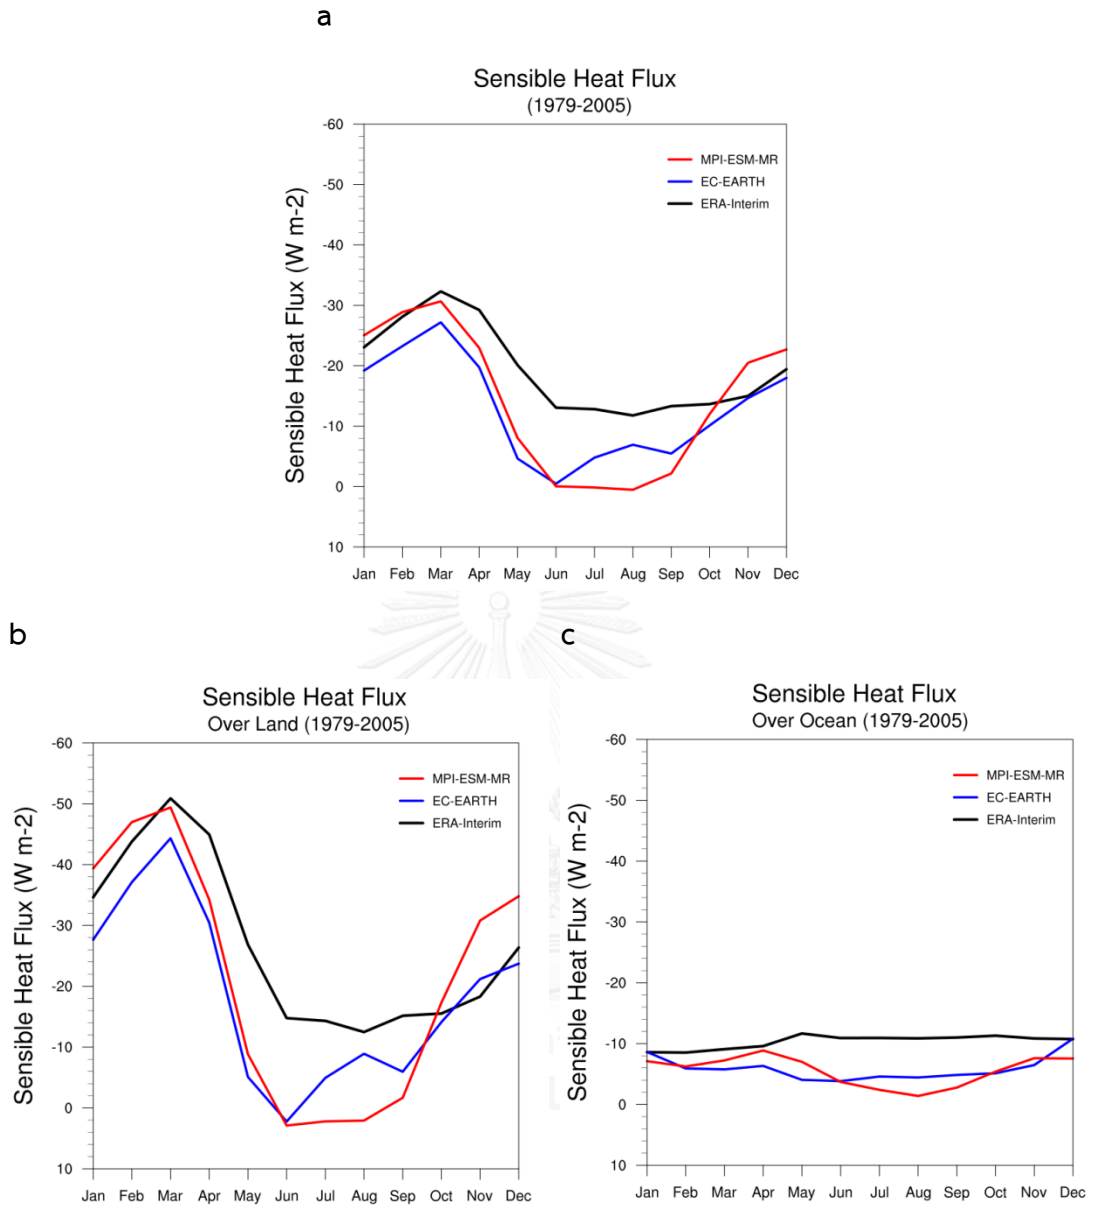 a
Sensible Heat Flux
(1979-2005)
Sensible Heat Flux (W m-2)
-60
-50
-40
-30
-20
-10
0
10
MPI-ESM-MR
EC-EARTH
ERA-Interim
Jan Feb Mar Apr May Jun Jul Aug Sep Oct Nov Dec
b
Sensible Heat Flux
Over Land (1979-2005)
Sensible Heat Flux (W m-2)
-60
-50
-40
-30
-20
-10
0
10
MPI-ESM-MR
EC-EARTH
ERA-Interim
Jan Feb Mar Apr May Jun Jul Aug Sep Oct Nov Dec
c
Sensible Heat Flux
Over Ocean (1979-2005)
Sensible Heat Flux (W m-2)
-60
-50
-40
-30
-20
-10
0
10
MPI-ESM-MR
EC-EARTH
ERA-Interim
Jan Feb Mar Apr May Jun Jul Aug Sep Oct Nov Dec